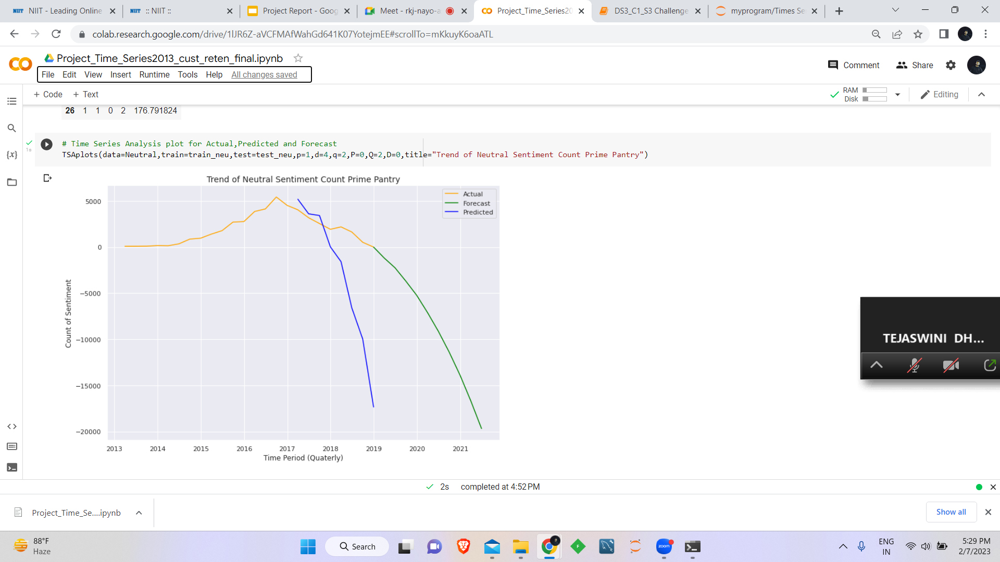 NIIT - Leading Online
:: NIIT ::
Project Report - Goog
Meet - rkj-nayo-a
Project_Time_Series20
DS3_C1_S3 Challenge
myprogram/Times Se
colab.research.google.com/drive/1IJR6Z-aVCFMAfWahGd641K07YotejmEE#scrollTo=mKkuyK6oaATL
Project_Time_Series2013_cust_reten_final.ipynb
File Edit View Insert Runtime Tools Help All changes saved
Comment
Share
+ Code + Text
RAM
Disk
Editing
26 1 1 0 2 176.791824
1s
# Time Series Analysis plot for Actual,Predicted and Forecast
TSAplots(data=Neutral,train=train_neu,test=test_neu,p=1,d=4,q=2,P=0,Q=2,D=0,title="Trend of Neutral Sentiment Count Prime Pantry")
Trend of Neutral Sentiment Count Prime Pantry
Actual
Forecast
Predicted
5000
0
−5000
−10000
−15000
−20000
Count of Sentiment
2013 2014 2015 2016 2017 2018 2019 2020 2021
Time Period (Quaterly)
TEJASWINI DH...
2s completed at 4:52 PM
Project_Time_Se....ipynb
Show all
88°F
Haze
Search
zoom
ENG
IN
5:29 PM
2/7/2023